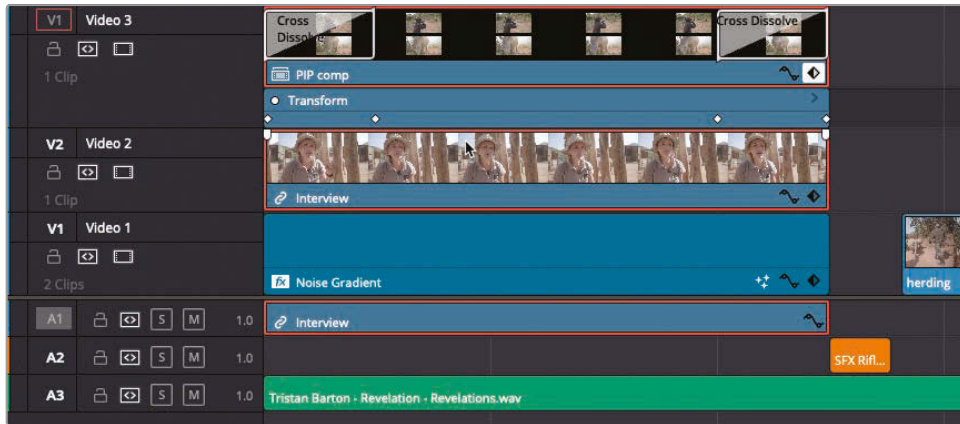 V1 Video 3
1 Clip
Cross Dissolve
Cross Dissolve
PIP comp
Transform
V2 Video 2
1 Clip
Interview
V1 Video 1
2 Clips
fx Noise Gradient
herding
A1 S M 1.0
Interview
A2 S M 1.0
SFX Rifl...
A3 S M 1.0
Tristan Barton - Revelation - Revelations.wav